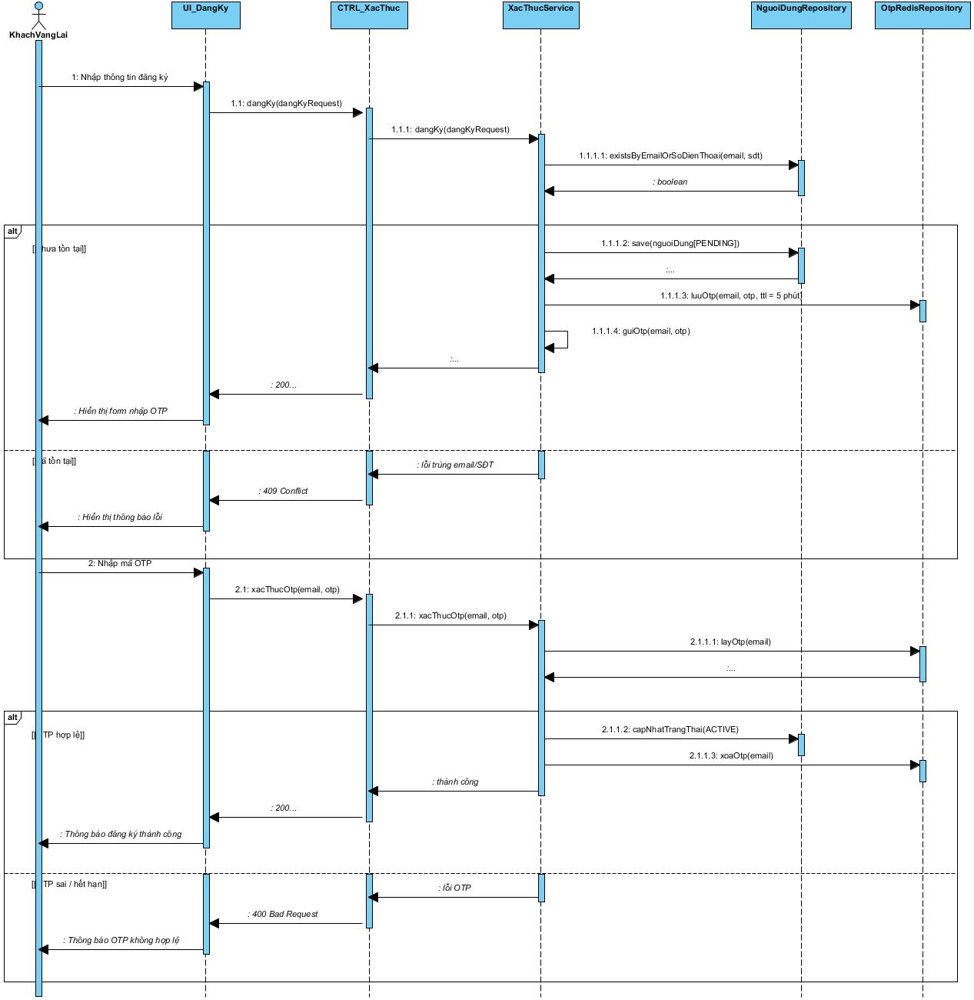 KhachVangLai
UI_DangKy
CTRL_XacThuc
XacThucService
NguoiDungRepository
OtpRedisRepository
1: Nhập thông tin đăng ký
1.1: dangKy(dangKyRequest)
1.1.1: dangKy(dangKyRequest)
1.1.1.1: existsByEmailOrSoDienThoai(email, sdt)
: boolean
alt
hưa tồn tại]]
1.1.1.2: save(nguoiDung[PENDING])
:...
1.1.1.3: luuOtp(email, otp, ttl = 5 phút)
1.1.1.4: guiOtp(email, otp)
:...
: 200...
: Hiển thị form nhập OTP
ã tồn tại]]
: lỗi trùng email/SĐT
: 409 Conflict
: Hiển thị thông báo lỗi
2: Nhập mã OTP
2.1: xacThucOtp(email, otp)
2.1.1: xacThucOtp(email, otp)
2.1.1.1: layOtp(email)
:...
alt
TP hợp lệ]]
2.1.1.2: capNhatTrangThai(ACTIVE)
2.1.1.3: xoaOtp(email)
: thành công
: 200...
: Thông báo đăng ký thành công
TP sai / hết hạn]]
: lỗi OTP
: 400 Bad Request
: Thông báo OTP không hợp lệ